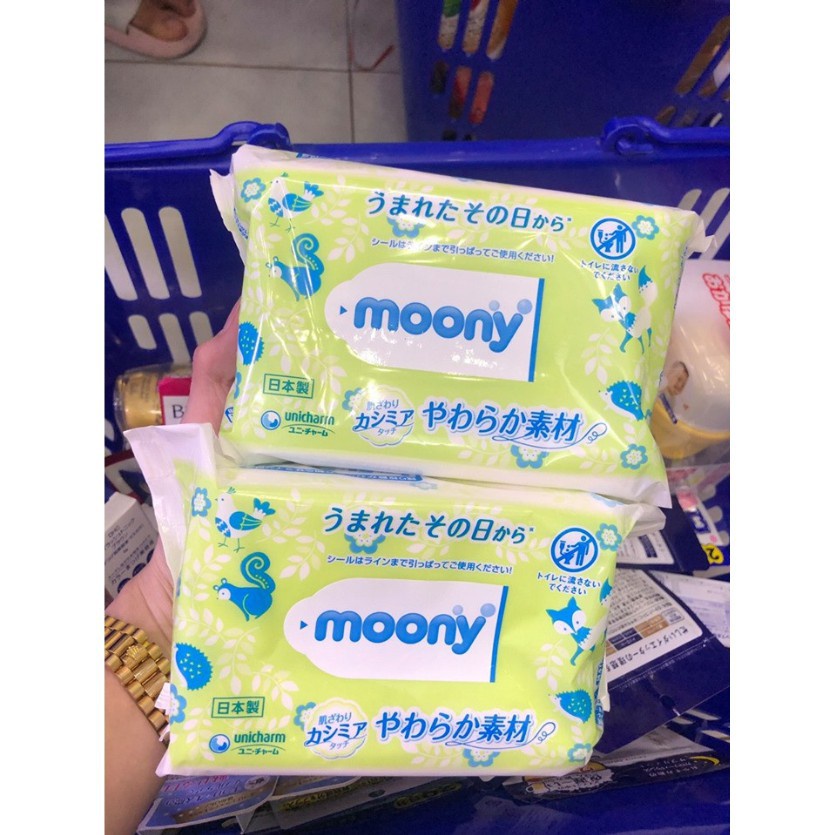 うまれたその日から*
シールはラインまで引っぱってご使用ください!
トイレに流さない
でください
moony
日本製
unicharm
ユニ・チャーム
肌ざわり
カシミア
タッチ
やわらか素材
うまれたその日から*
シールはラインまで引っぱってご使用ください!
トイレに流さない
でください
moony
日本製
unicharm
ユニ・チャーム
肌ざわり
カシミア
タッチ
やわらか素材